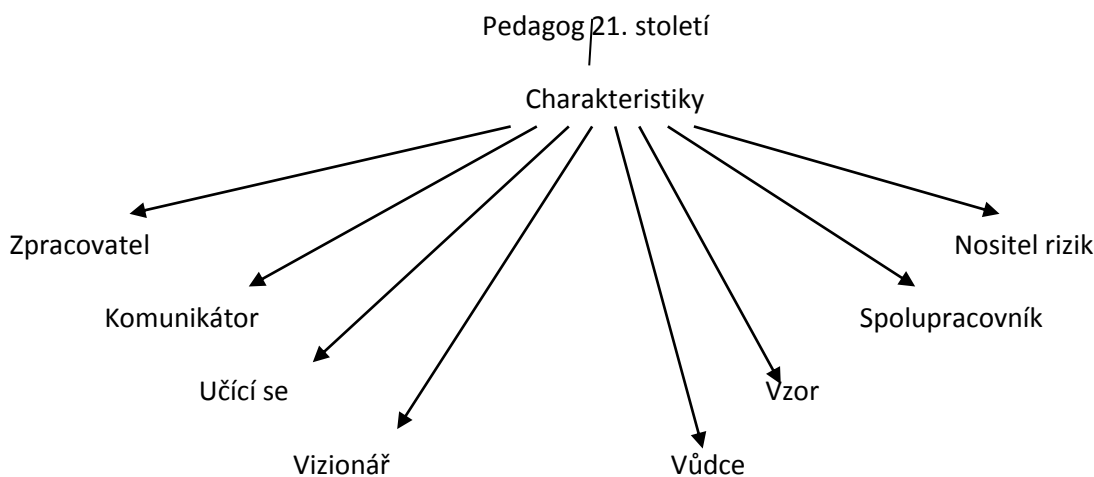 Pedagog 21. století
Charakteristiky
Zpracovatel
Nositel rizik
Komunikátor
Spolupracovník
Učící se
Vzor
Vizionář
Vůdce